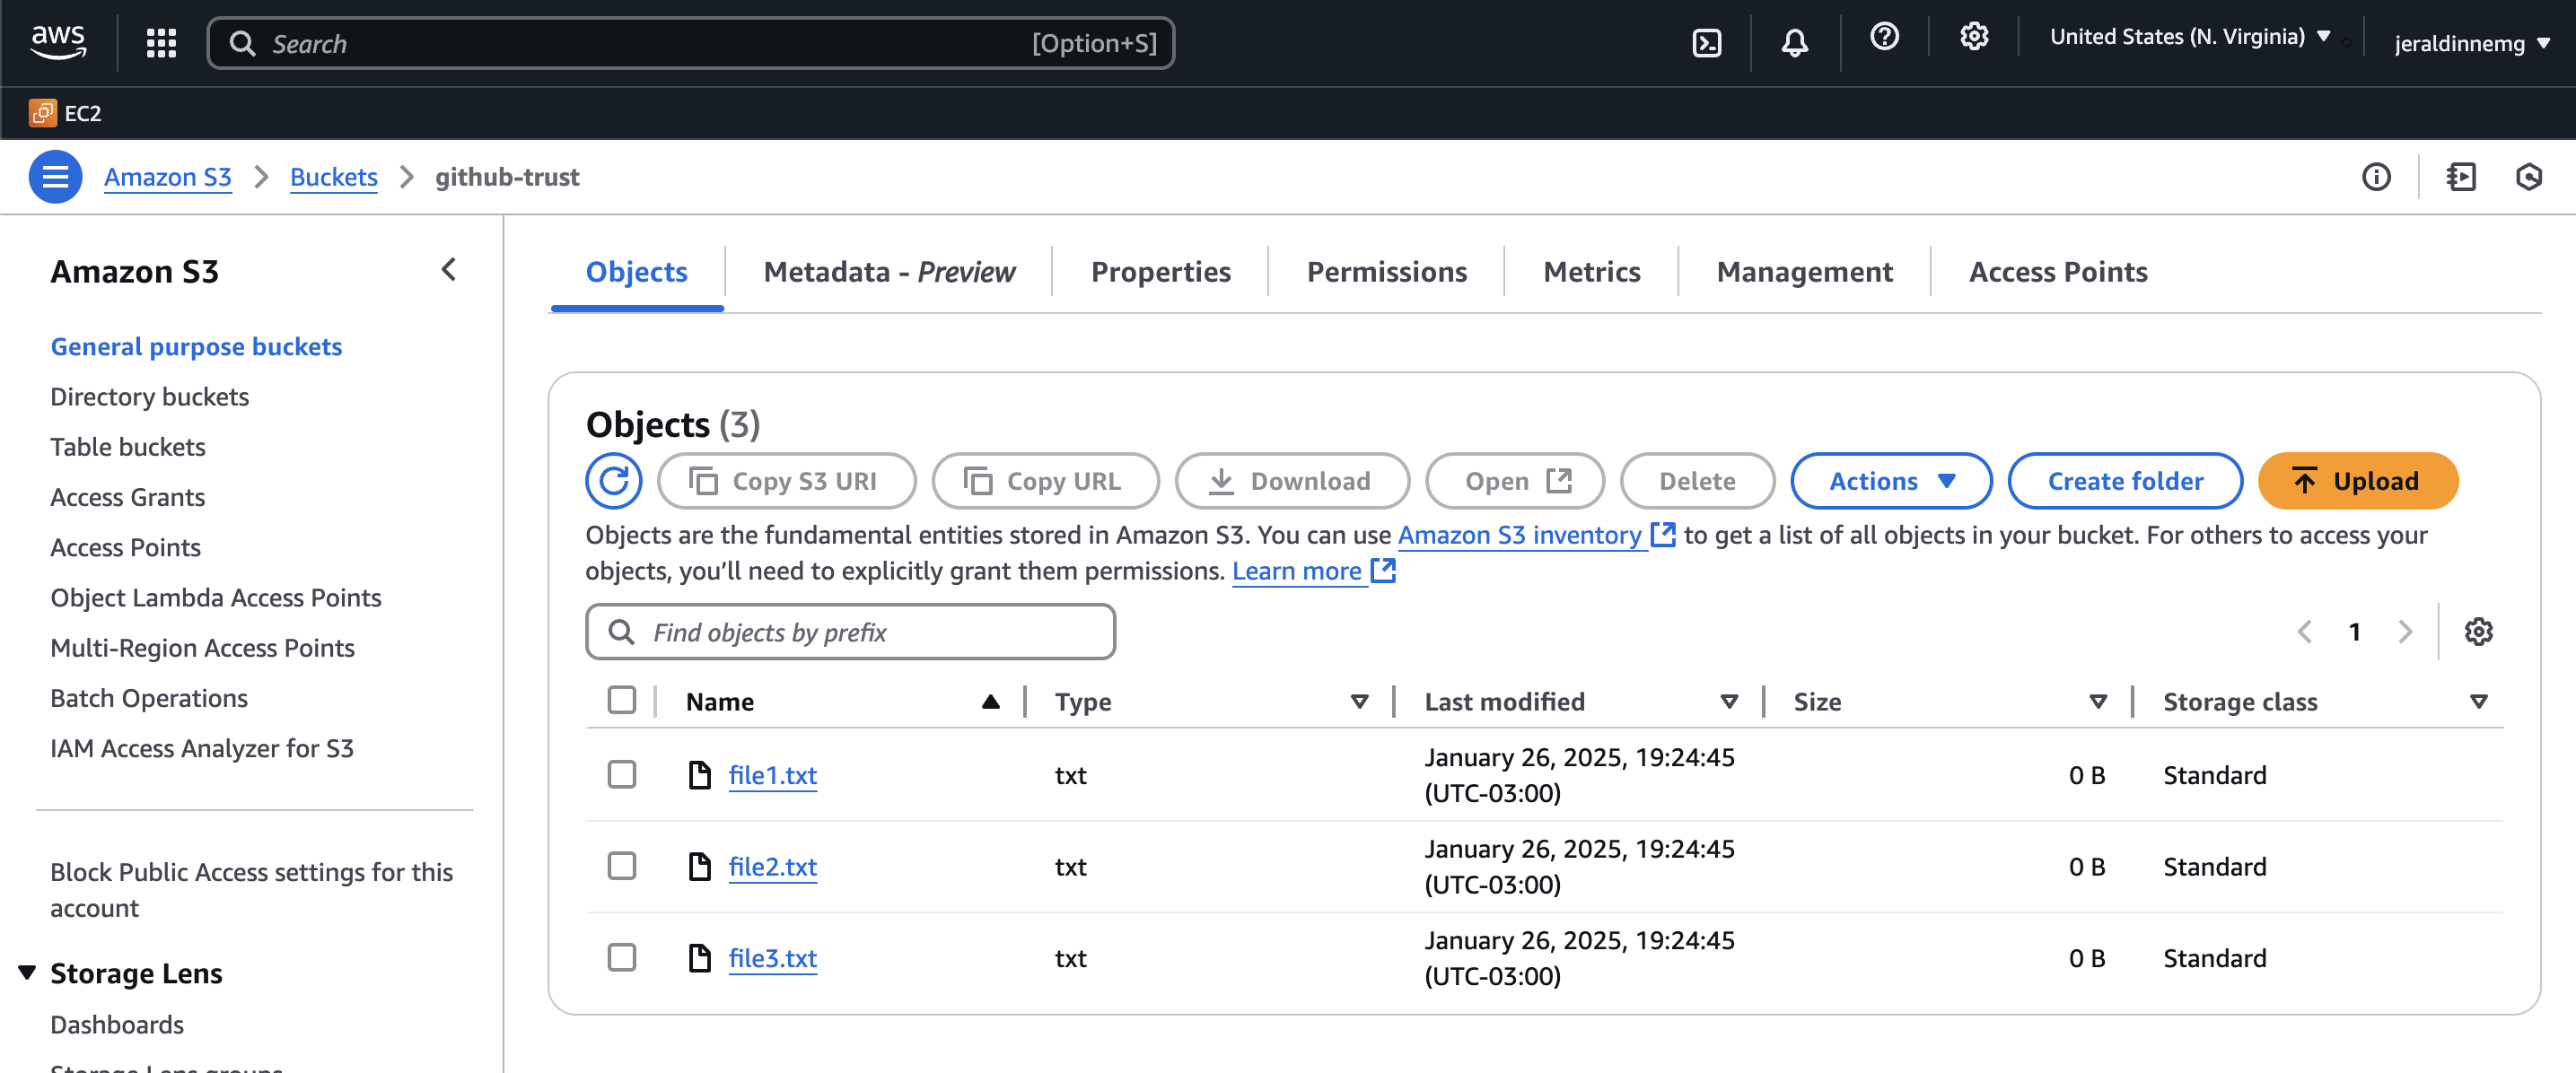 aws
Search [Option+S]
United States (N. Virginia)
jeraldinnemg
EC2
Amazon S3 Buckets github-trust
Amazon S3
General purpose buckets
Directory buckets
Table buckets
Access Grants
Access Points
Object Lambda Access Points
Multi-Region Access Points
Batch Operations
IAM Access Analyzer for S3
Block Public Access settings for this
account
Storage Lens
Dashboards
Storage Lens groups
Objects Metadata - Preview Properties Permissions Metrics Management Access Points
Objects (3)
Copy S3 URI Copy URL Download Open Delete Actions Create folder Upload
Objects are the fundamental entities stored in Amazon S3. You can use Amazon S3 inventory to get a list of all objects in your bucket. For others to access your
objects, you’ll need to explicitly grant them permissions. Learn more
Find objects by prefix
1
Name Type Last modified Size Storage class
file1.txt txt January 26, 2025, 19:24:45 0 B Standard
(UTC-03:00)
file2.txt txt January 26, 2025, 19:24:45 0 B Standard
(UTC-03:00)
file3.txt txt January 26, 2025, 19:24:45 0 B Standard
(UTC-03:00)